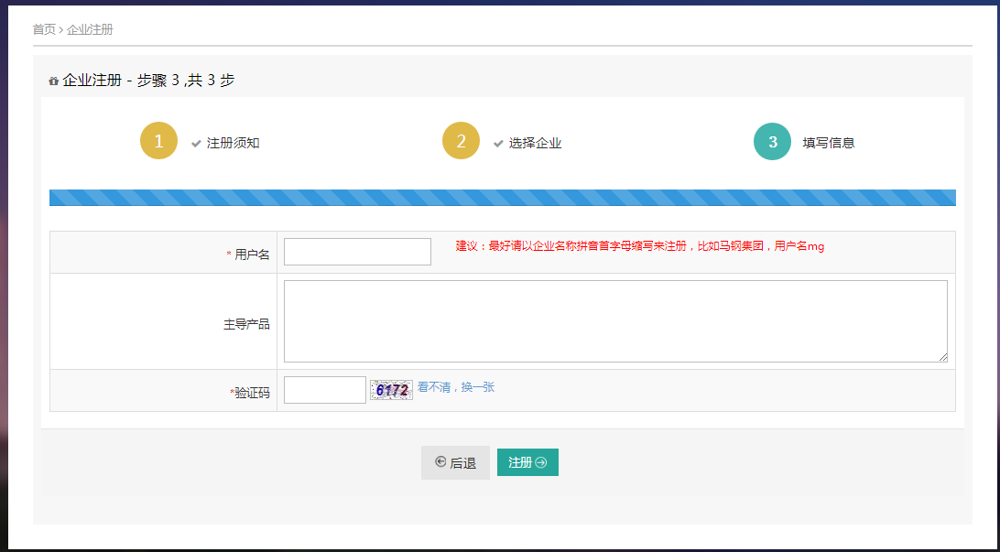 首页 › 企业注册
企业注册 - 步骤 3 ,共 3 步
1 注册须知
2 选择企业
3 填写信息
* 用户名
建议：最好请以企业名称拼音首字母缩写来注册，比如马钢集团，用户名mg
主导产品
*验证码
6172
看不清，换一张
后退
注册